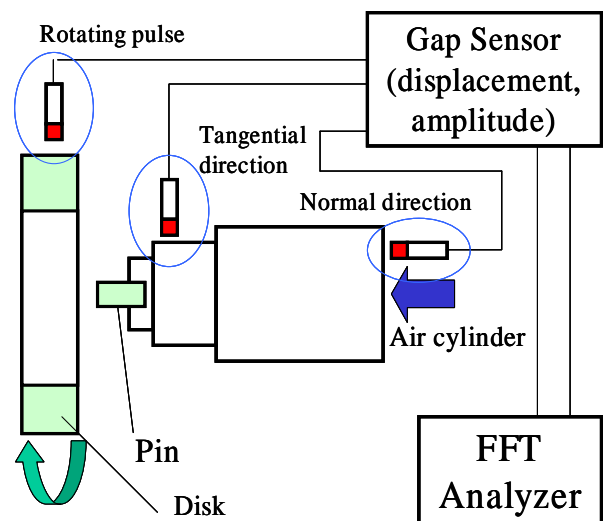 Rotating pulse
Gap Sensor
(displacement,
amplitude)
Tangential
direction
Normal direction
Air cylinder
Pin
Disk
FFT
Analyzer